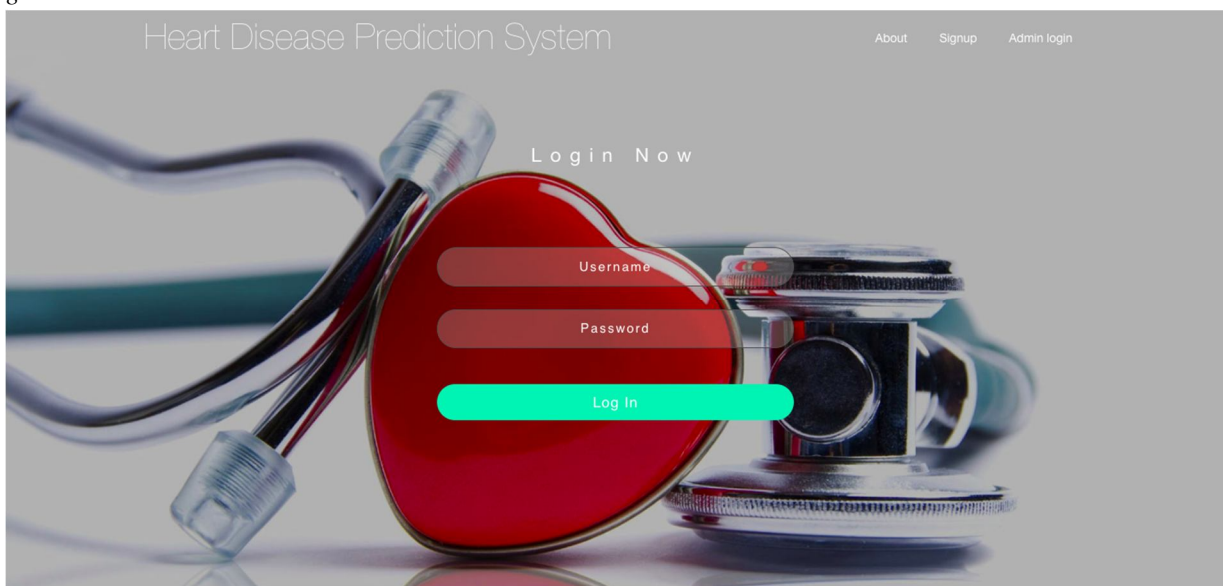 Heart Disease Prediction System
About Signup Admin login
Login Now
Username
Password
Log In